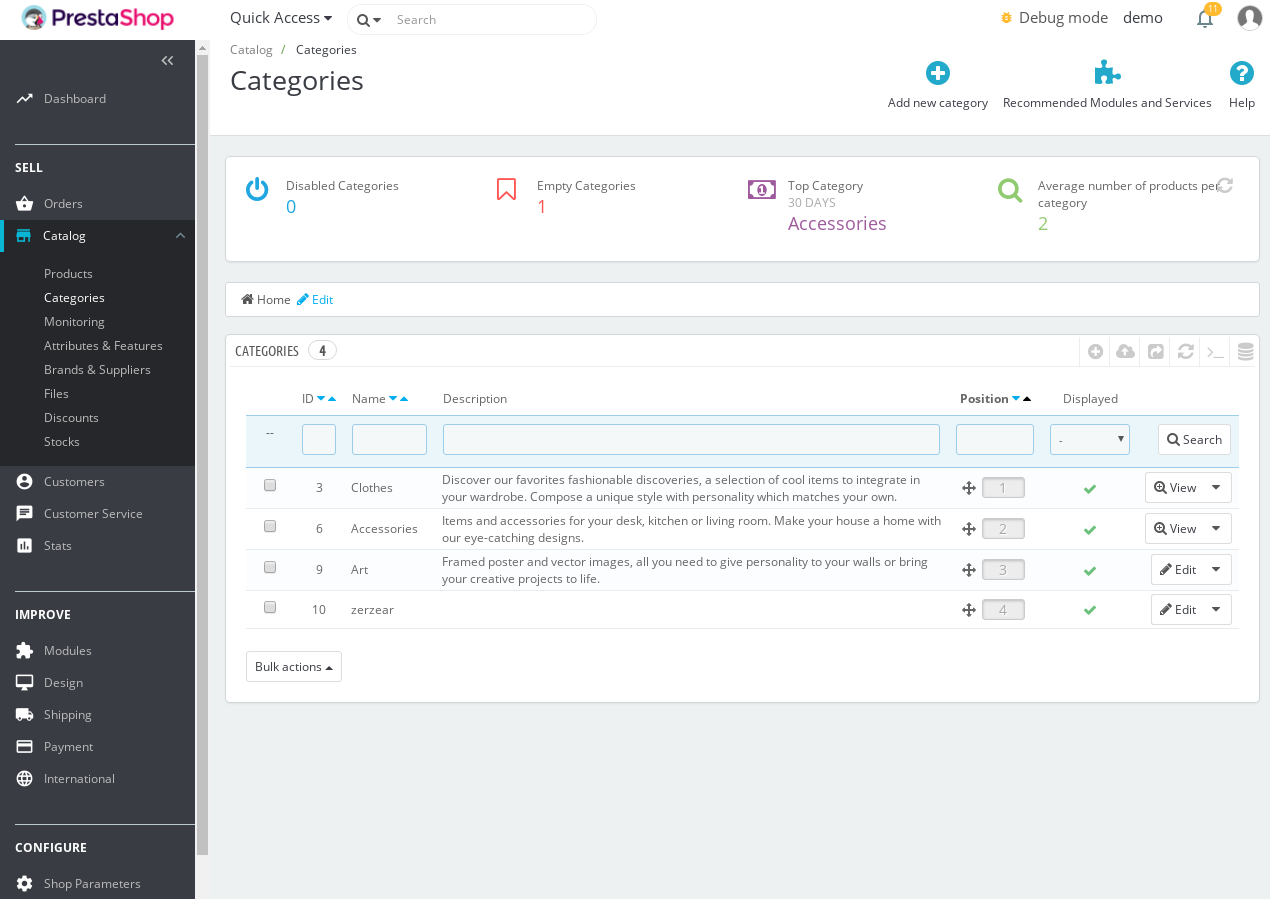 PrestaShop
Quick Access
Search
Debug mode
demo
11
Dashboard
SELL
Orders
Catalog
Products
Categories
Monitoring
Attributes & Features
Brands & Suppliers
Files
Discounts
Stocks
Customers
Customer Service
Stats
IMPROVE
Modules
Design
Shipping
Payment
International
CONFIGURE
Shop Parameters
Catalog / Categories
Categories
Add new category
Recommended Modules and Services
Help
Disabled Categories
0
Empty Categories
1
Top Category
30 DAYS
Accessories
Average number of products per
category
2
Home Edit
CATEGORIES 4
ID Name Description Position Displayed
-- - Search
3 Clothes Discover our favorites fashionable discoveries, a selection of cool items to integrate in
your wardrobe. Compose a unique style with personality which matches your own. 1 View
6 Accessories Items and accessories for your desk, kitchen or living room. Make your house a home with
our eye-catching designs. 2 View
9 Art Framed poster and vector images, all you need to give personality to your walls or bring
your creative projects to life. 3 Edit
10 zerzear 4 Edit
Bulk actions